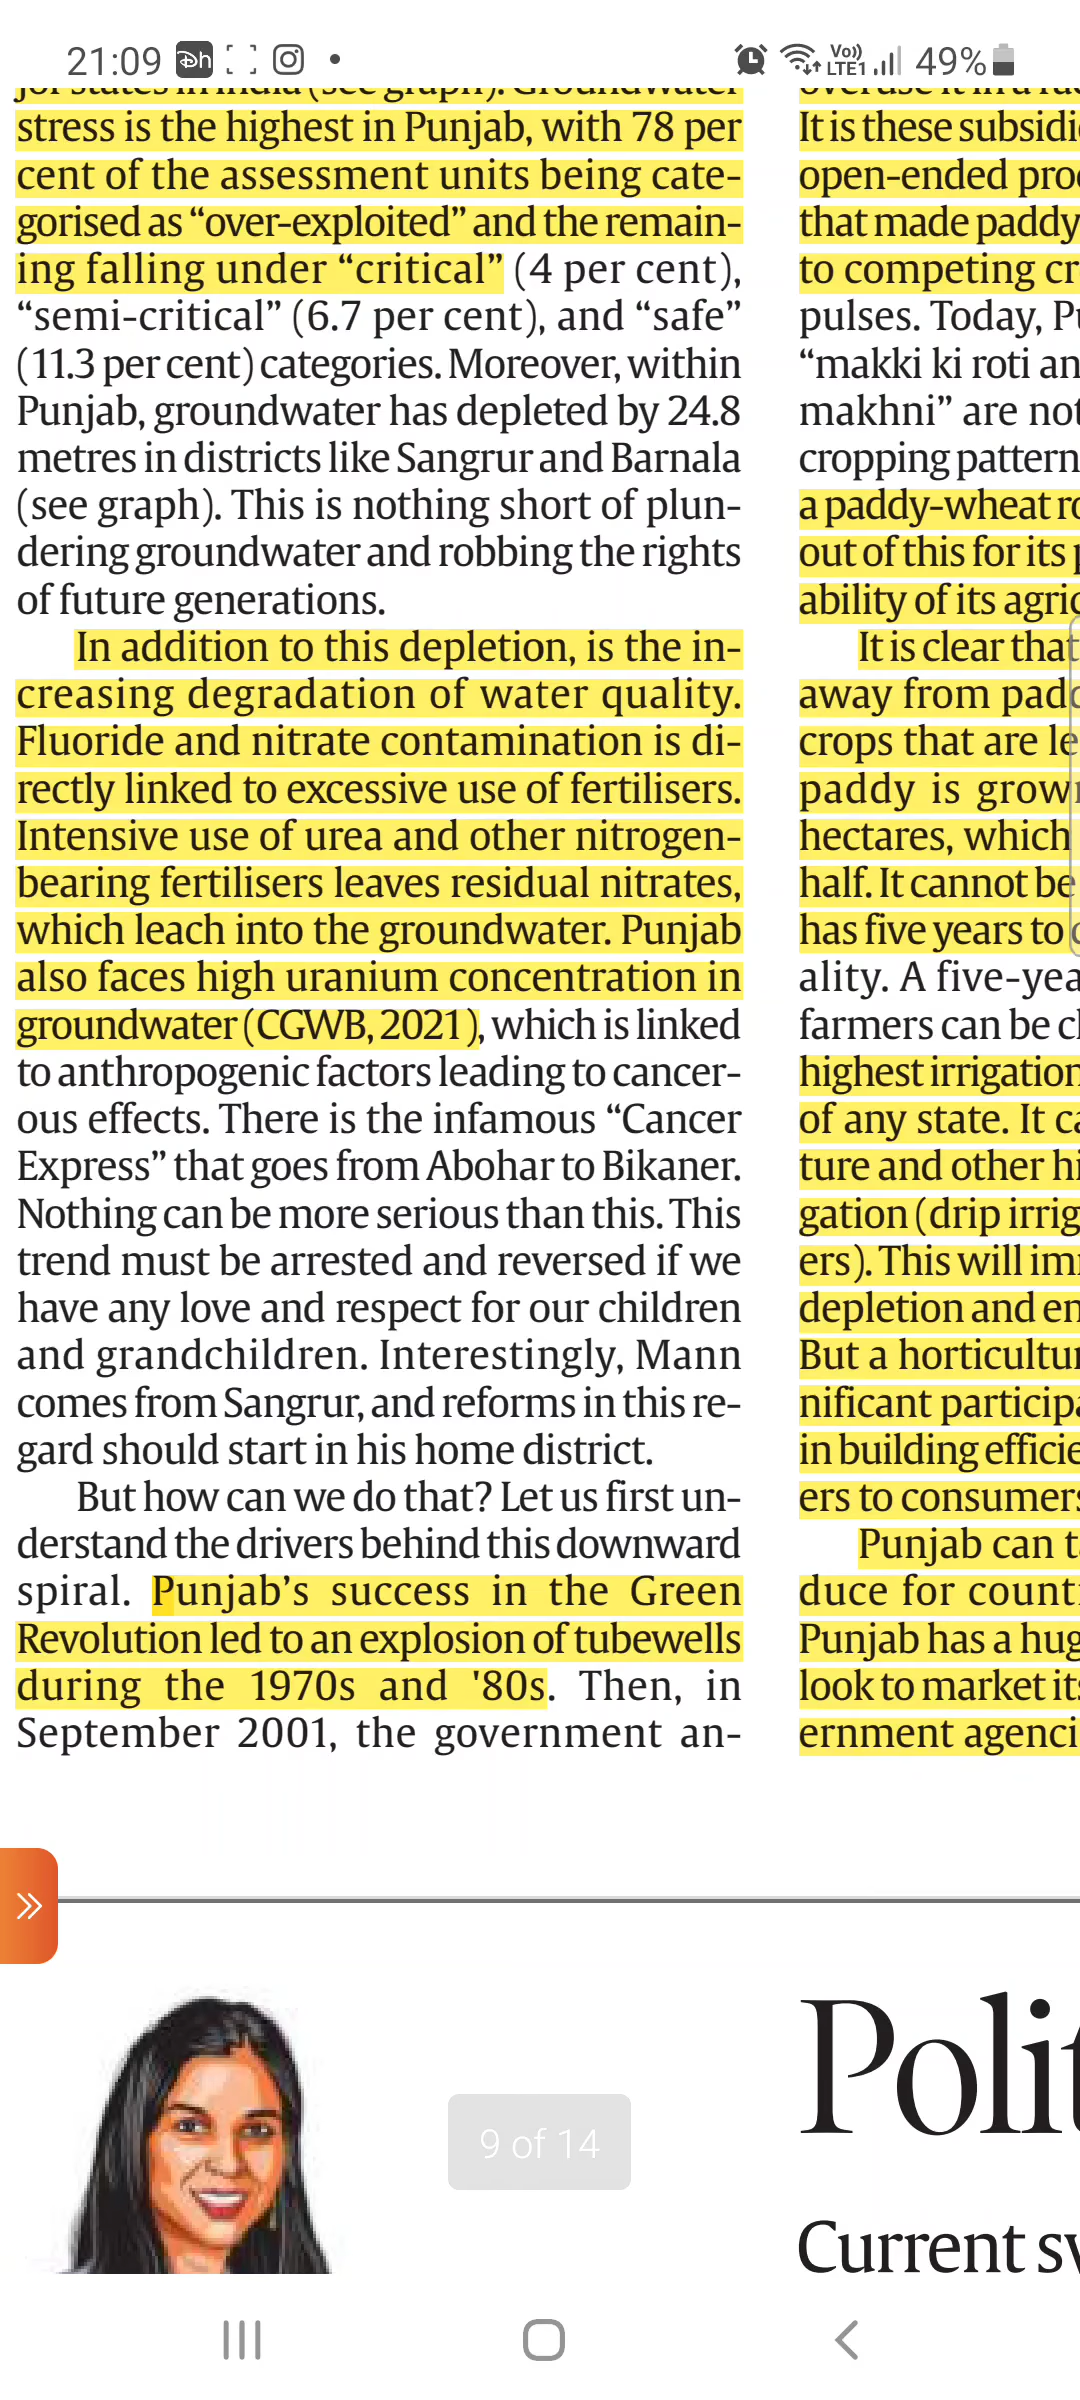 21:09
Vo))
LTE1
49%
jor states in India (see graph). Groundwater
stress is the highest in Punjab, with 78 per
cent of the assessment units being cate-
gorised as “over-exploited” and the remain-
ing falling under “critical” (4 per cent),
“semi-critical” (6.7 per cent), and “safe”
(11.3 per cent) categories. Moreover, within
Punjab, groundwater has depleted by 24.8
metres in districts like Sangrur and Barnala
(see graph). This is nothing short of plun-
dering groundwater and robbing the rights
of future generations.
In addition to this depletion, is the in-
creasing degradation of water quality.
Fluoride and nitrate contamination is di-
rectly linked to excessive use of fertilisers.
Intensive use of urea and other nitrogen-
bearing fertilisers leaves residual nitrates,
which leach into the groundwater. Punjab
also faces high uranium concentration in
groundwater (CGWB, 2021), which is linked
to anthropogenic factors leading to cancer-
ous effects. There is the infamous “Cancer
Express” that goes from Abohar to Bikaner.
Nothing can be more serious than this. This
trend must be arrested and reversed if we
have any love and respect for our children
and grandchildren. Interestingly, Mann
comes from Sangrur, and reforms in this re-
gard should start in his home district.
But how can we do that? Let us first un-
derstand the drivers behind this downward
spiral. Punjab’s success in the Green
Revolution led to an explosion of tubewells
during the 1970s and '80s. Then, in
September 2001, the government an-
overuse it in a
It is these
open-ended
that made paddy
to competing
pulses. Today,
“makki ki roti
makhni” are
cropping pattern
a paddy-wheat
out of this for its
ability of its
It is clear that
away from
crops that are
paddy is
hectares, which
half. It cannot be
has five years to
ality. A
farmers can be
highest irrigation
of any state. It
ture and other
gation (drip
ers). This will
depletion and
But a
nificant
in building
ers to consumers
Punjab can
duce for
Punjab has a
look to market
ernment
9 of 14
Current